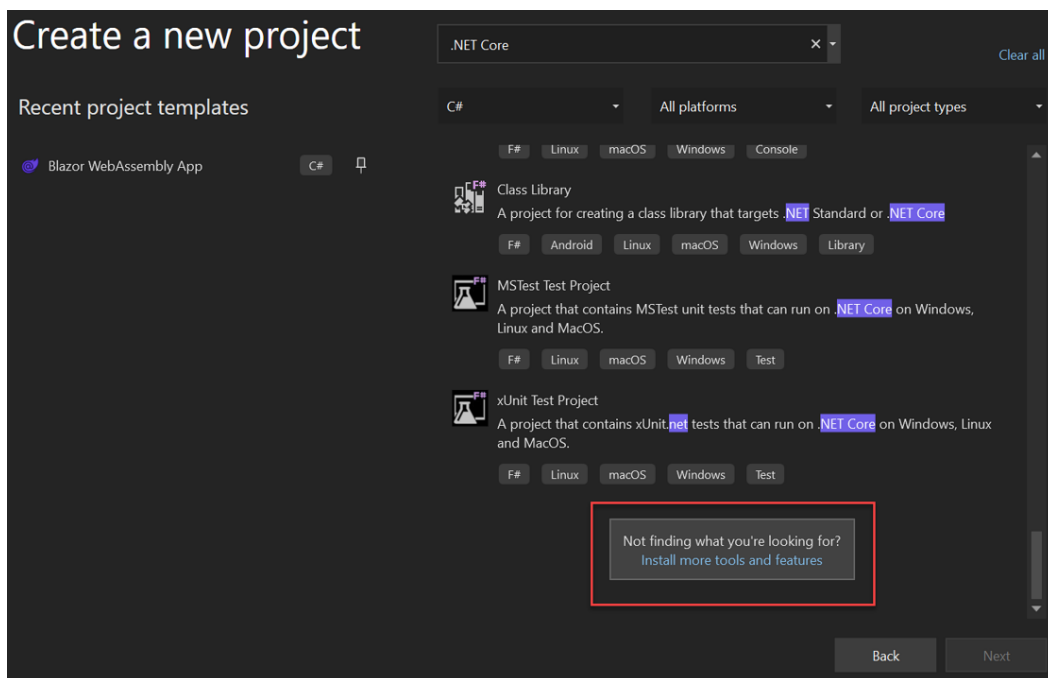 Create a new project
.NET Core
Clear all
Recent project templates
C#
All platforms
All project types
Blazor WebAssembly App
C#
F# Linux macOS Windows Console
F#
Class Library
A project for creating a class library that targets .NET Standard or .NET Core
F# Android Linux macOS Windows Library
F#
MSTest Test Project
A project that contains MSTest unit tests that can run on .NET Core on Windows,
Linux and MacOS.
F# Linux macOS Windows Test
F#
xUnit Test Project
A project that contains xUnit.net tests that can run on .NET Core on Windows, Linux
and MacOS.
F# Linux macOS Windows Test
Not finding what you're looking for?
Install more tools and features
Back
Next